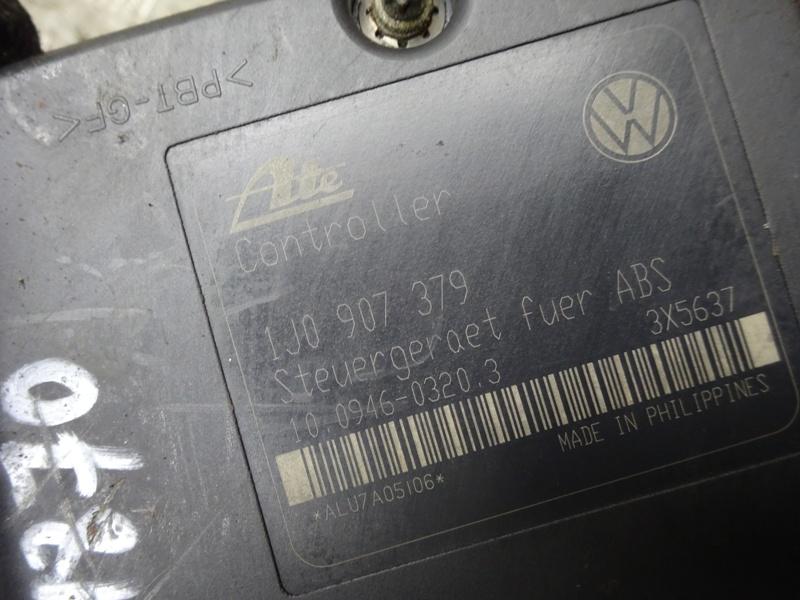 >PBT-GF<
Ate
Controller
1J0 907 379
Steuergeraet fuer ABS
10.0946-0320.3
3X5637
MADE IN PHILIPPINES
*ALU7A05106*